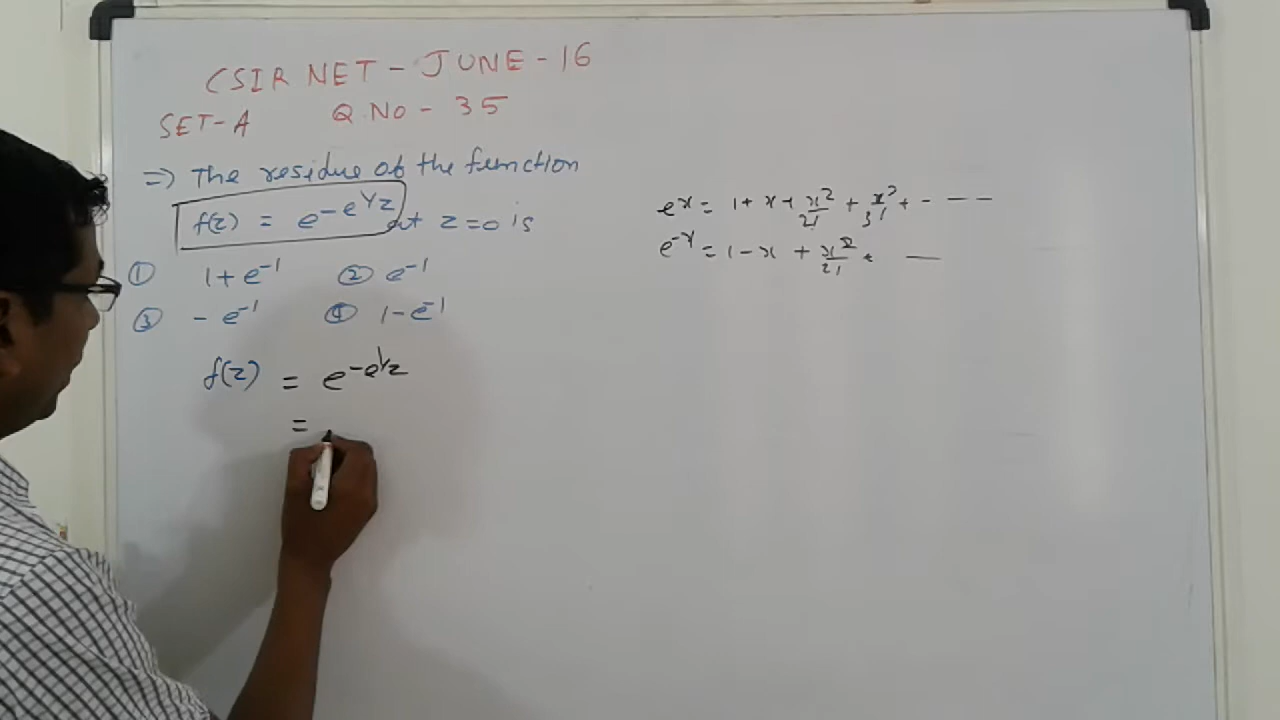 CSIR NET - JUNE - 16
SET-A Q.No - 35
=> The residue of the function
f(z) = e^{-e^{1/z}} at z=0 is
① 1+e^{-1} ② e^{-1}
③ -e^{-1} ④ 1-e^{-1}
f(z) = e^{-e^{1/z}}
=
e^x = 1 + x + x^2/2! + x^3/3! + - - -
e^{-x} = 1 - x + x^2/2! + —